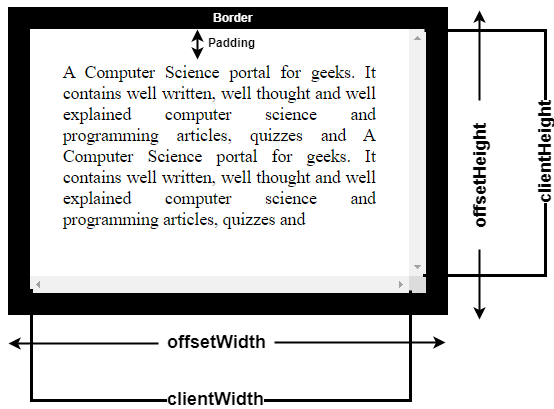 Border
Padding
A Computer Science portal for geeks. It
contains well written, well thought and well
explained computer science and
programming articles, quizzes and A
Computer Science portal for geeks. It
contains well written, well thought and well
explained computer science and
programming articles, quizzes and
offsetHeight
clientHeight
offsetWidth
clientWidth